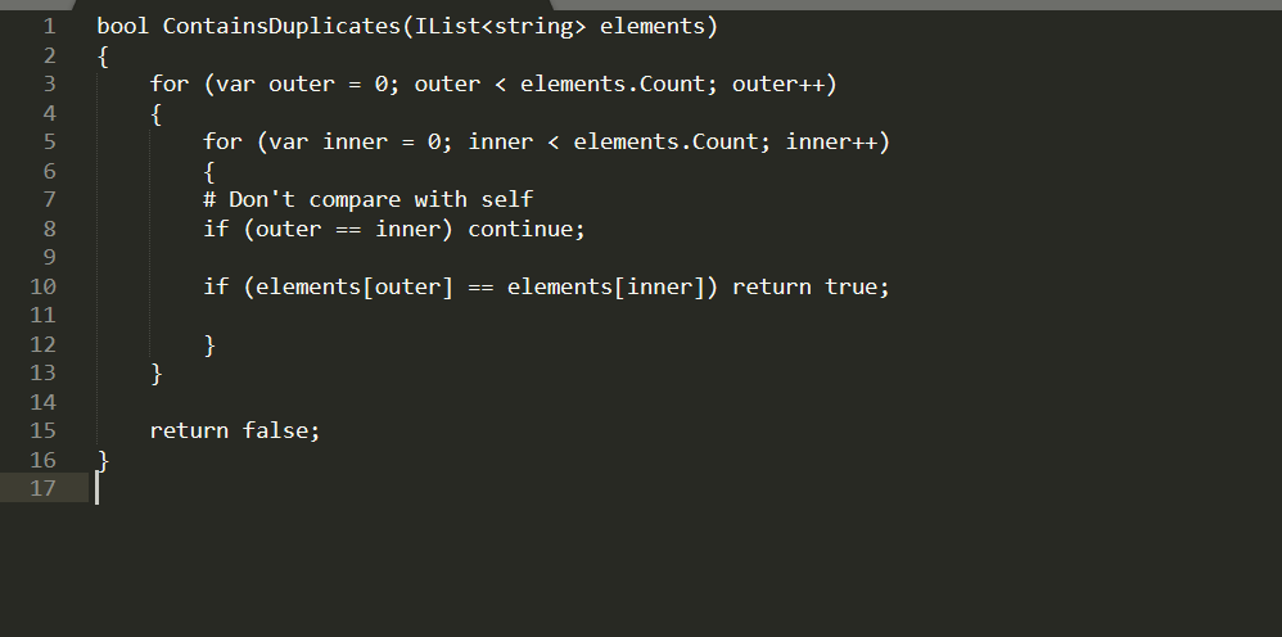 1 bool ContainsDuplicates(IList<string> elements)
2 {
3 for (var outer = 0; outer < elements.Count; outer++)
4 {
5 for (var inner = 0; inner < elements.Count; inner++)
6 {
7 # Don't compare with self
8 if (outer == inner) continue;
9
10 if (elements[outer] == elements[inner]) return true;
11
12 }
13 }
14
15 return false;
16 }
17